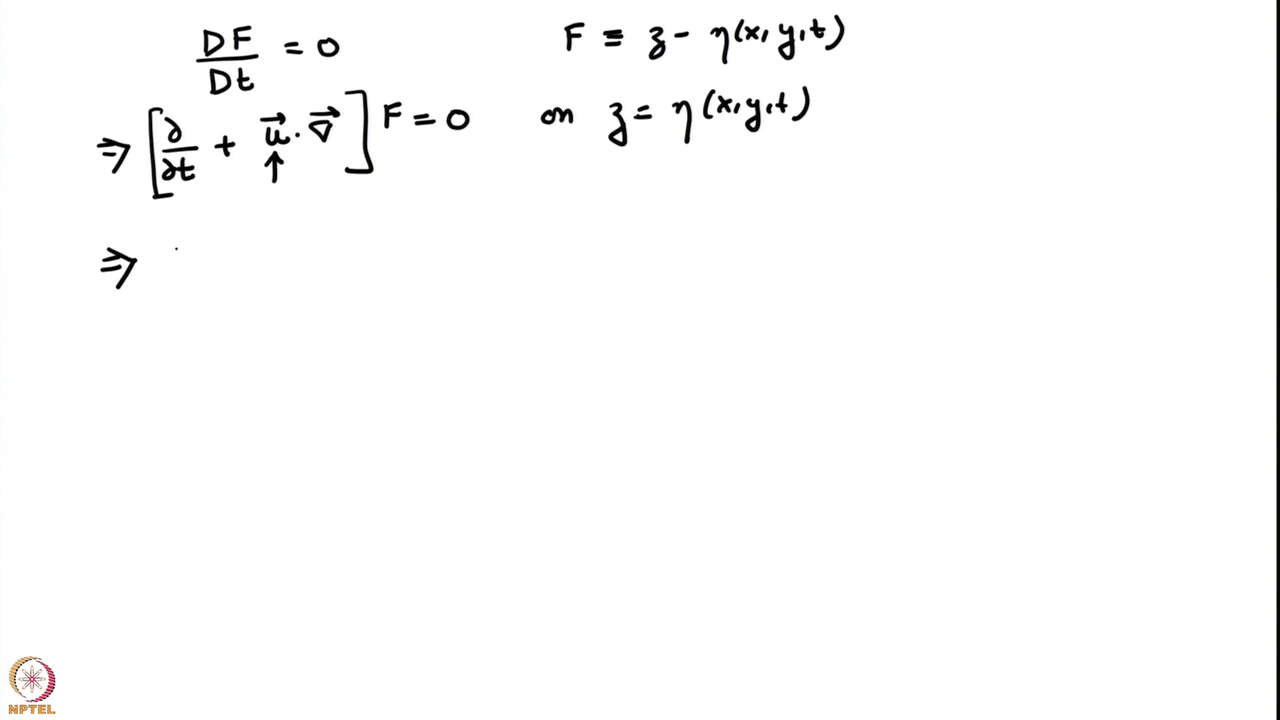 DF/Dt = 0    F ≡ z - η(x, y, t)
⇒ [∂/∂t + u⃗ · ∇⃗] F = 0    on z = η(x, y, t)
↑
⇒
NPTEL